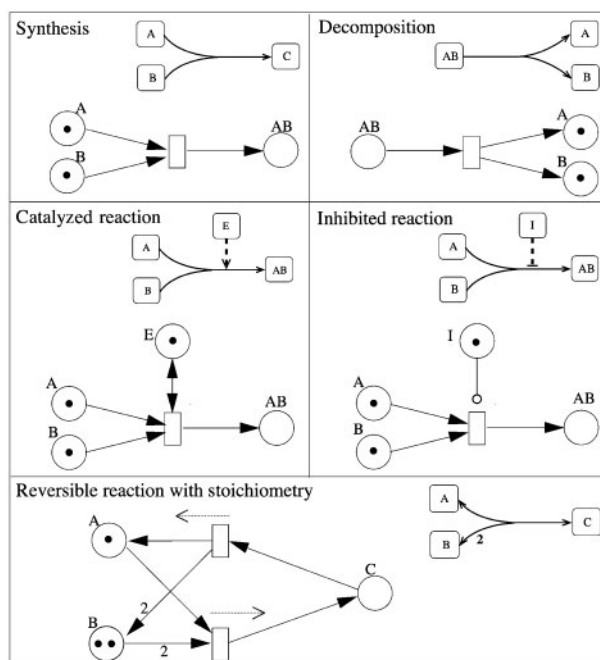 Synthesis
A
B
C
A
B
AB
Decomposition
AB
A
B
AB
A
B
Catalyzed reaction
E
A
B
AB
E
A
B
AB
Inhibited reaction
I
A
B
AB
I
A
B
AB
Reversible reaction with stoichiometry
A
B
2
C
A
B
2
2
C